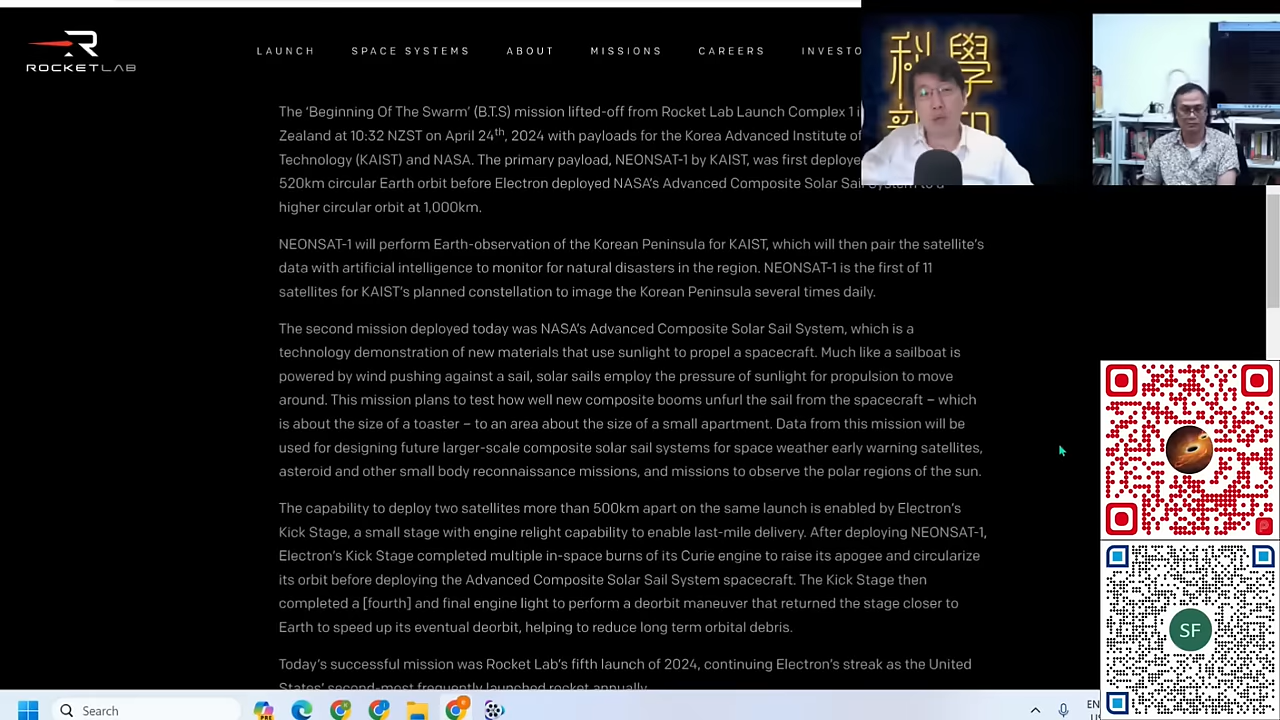 ROCKETLAB
LAUNCH SPACE SYSTEMS ABOUT MISSIONS CAREERS INVESTO
科學
The ‘Beginning Of The Swarm’ (B.T.S) mission lifted-off from Rocket Lab Launch Complex 1 i
Zealand at 10:32 NZST on April 24th, 2024 with payloads for the Korea Advanced Institute of
Technology (KAIST) and NASA. The primary payload, NEONSAT-1 by KAIST, was first deploye
520km circular Earth orbit before Electron deployed NASA’s Advanced Composite Solar Sail System to a
higher circular orbit at 1,000km.
NEONSAT-1 will perform Earth-observation of the Korean Peninsula for KAIST, which will then pair the satellite’s
data with artificial intelligence to monitor for natural disasters in the region. NEONSAT-1 is the first of 11
satellites for KAIST’s planned constellation to image the Korean Peninsula several times daily.
The second mission deployed today was NASA’s Advanced Composite Solar Sail System, which is a
technology demonstration of new materials that use sunlight to propel a spacecraft. Much like a sailboat is
powered by wind pushing against a sail, solar sails employ the pressure of sunlight for propulsion to move
around. This mission plans to test how well new composite booms unfurl the sail from the spacecraft – which
is about the size of a toaster – to an area about the size of a small apartment. Data from this mission will be
used for designing future larger-scale composite solar sail systems for space weather early warning satellites,
asteroid and other small body reconnaissance missions, and missions to observe the polar regions of the sun.
The capability to deploy two satellites more than 500km apart on the same launch is enabled by Electron’s
Kick Stage, a small stage with engine relight capability to enable last-mile delivery. After deploying NEONSAT-1,
Electron’s Kick Stage completed multiple in-space burns of its Curie engine to raise its apogee and circularize
its orbit before deploying the Advanced Composite Solar Sail System spacecraft. The Kick Stage then
completed a [fourth] and final engine light to perform a deorbit maneuver that returned the stage closer to
Earth to speed up its eventual deorbit, helping to reduce long term orbital debris.
Today’s successful mission was Rocket Lab’s fifth launch of 2024, continuing Electron’s streak as the United
States’ second-most frequently launched rocket annually.
SF
Search
EN